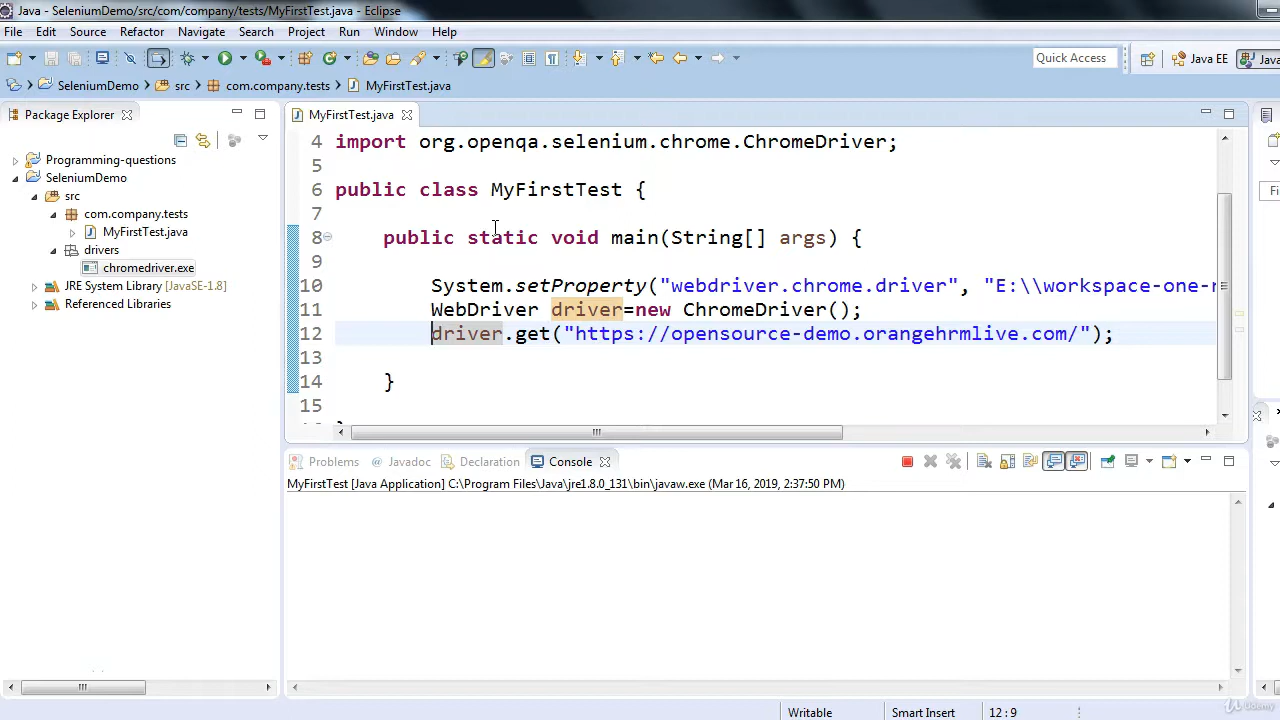 Java - SeleniumDemo/src/com/company/tests/MyFirstTest.java - Eclipse
File Edit Source Refactor Navigate Search Project Run Window Help
Quick Access
Java EE
Java
SeleniumDemo src com.company.tests MyFirstTest.java
Package Explorer
Programming-questions
SeleniumDemo
src
com.company.tests
MyFirstTest.java
drivers
chromedriver.exe
JRE System Library [JavaSE-1.8]
Referenced Libraries
MyFirstTest.java
4 import org.openqa.selenium.chrome.ChromeDriver;
5
6 public class MyFirstTest {
7
8 public static void main(String[] args) {
9
10 System.setProperty("webdriver.chrome.driver", "E:\\workspace-one-r
11 WebDriver driver=new ChromeDriver();
12 driver.get("https://opensource-demo.orangehrmlive.com/");
13
14 }
15
Fi
Problems Javadoc Declaration Console
MyFirstTest [Java Application] C:\Program Files\Java\jre1.8.0_131\bin\javaw.exe (Mar 16, 2019, 2:37:50 PM)
Writable Smart Insert 12 : 9
Udemy